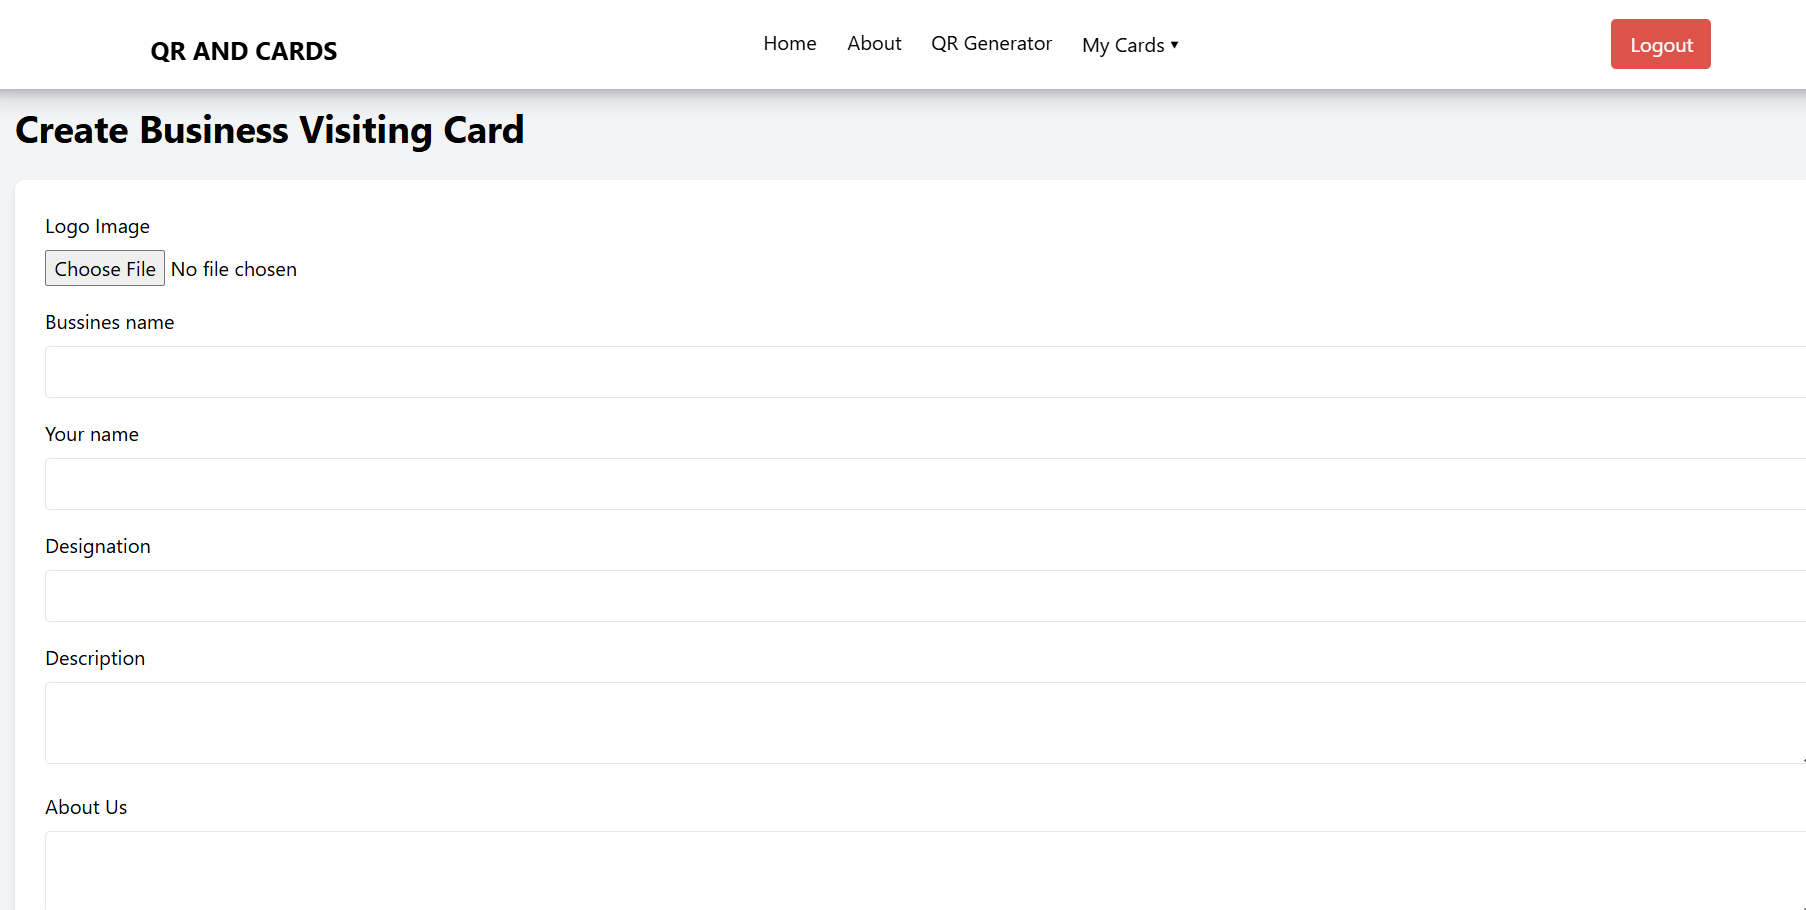 QR AND CARDS
Home About QR Generator My Cards ▾ Logout
Create Business Visiting Card
Logo Image
Choose File No file chosen
Bussines name
Your name
Designation
Description
About Us